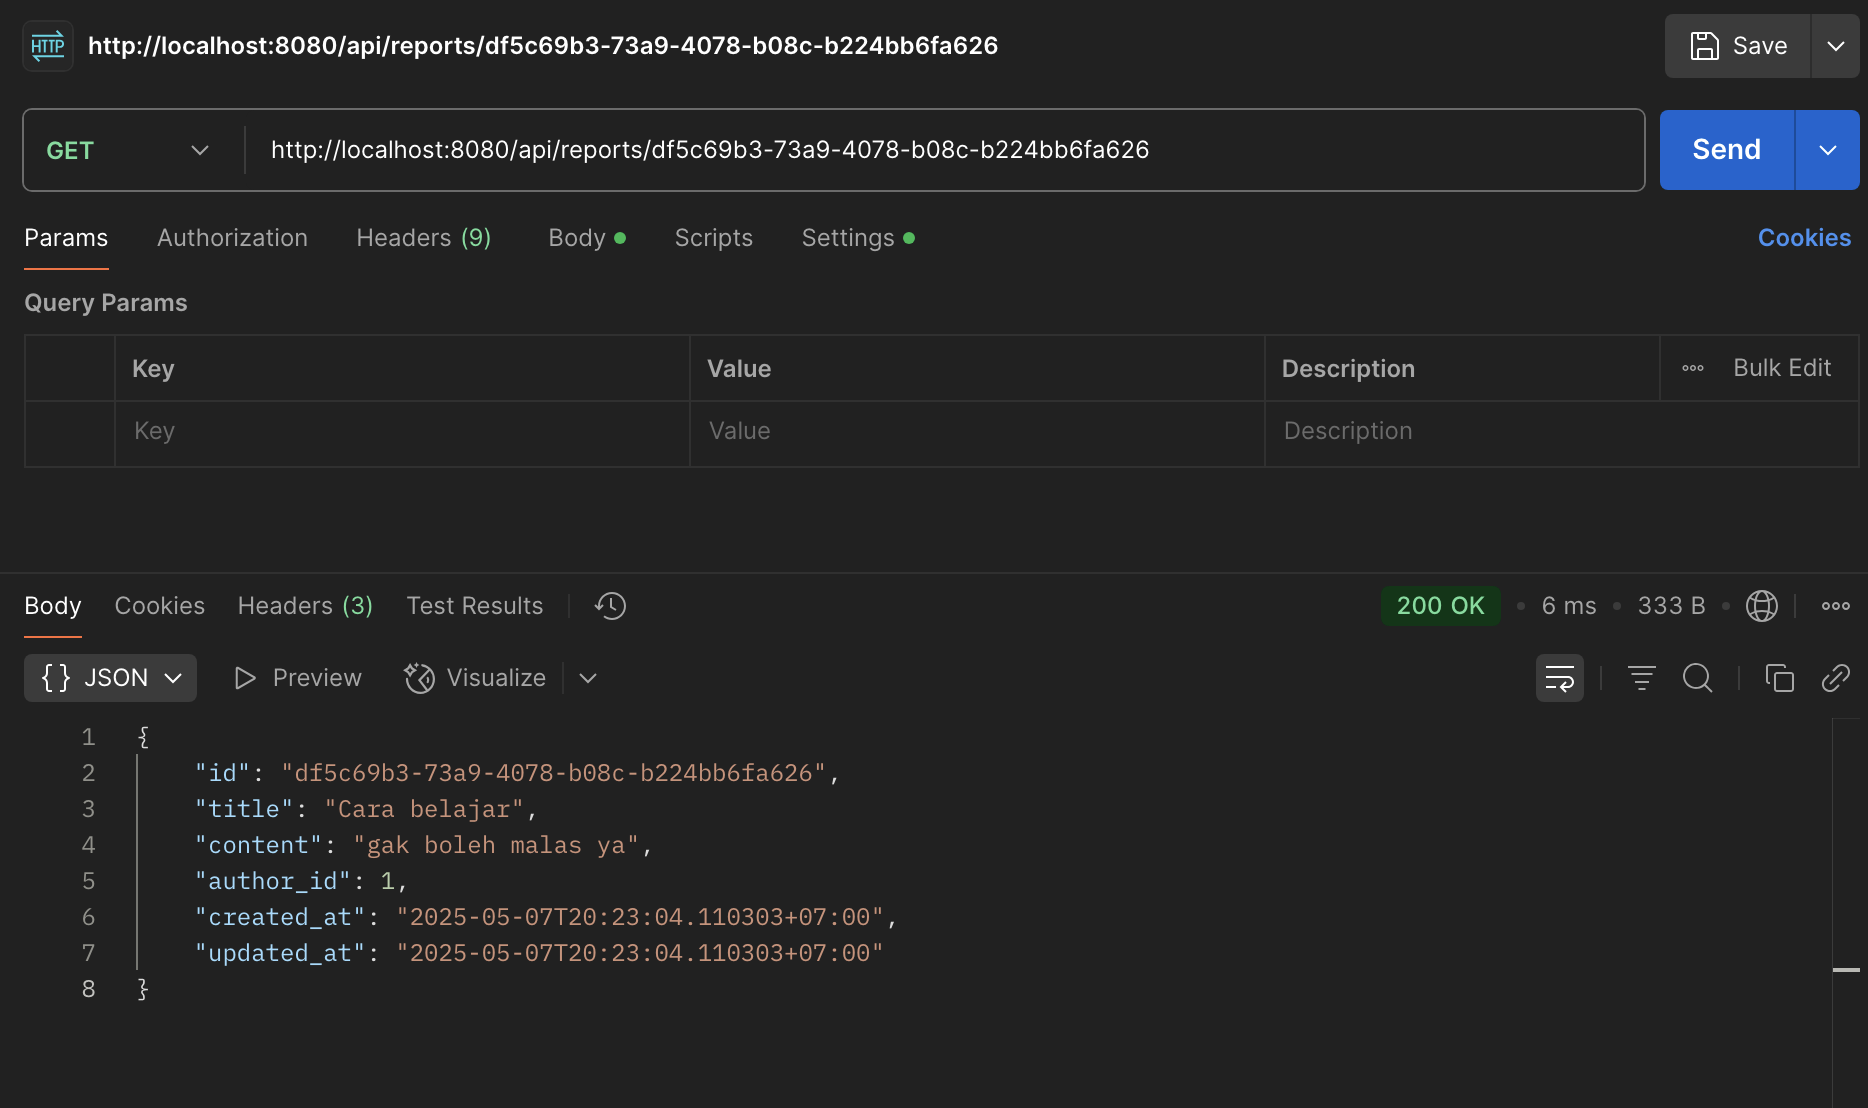 HTTP http://localhost:8080/api/reports/df5c69b3-73a9-4078-b08c-b224bb6fa626 Save
GET http://localhost:8080/api/reports/df5c69b3-73a9-4078-b08c-b224bb6fa626 Send
Params Authorization Headers (9) Body Scripts Settings Cookies
Query Params
Key Value Description Bulk Edit
Key Value Description
Body Cookies Headers (3) Test Results 200 OK 6 ms 333 B
{} JSON Preview Visualize
1 {
2 "id": "df5c69b3-73a9-4078-b08c-b224bb6fa626",
3 "title": "Cara belajar",
4 "content": "gak boleh malas ya",
5 "author_id": 1,
6 "created_at": "2025-05-07T20:23:04.110303+07:00",
7 "updated_at": "2025-05-07T20:23:04.110303+07:00"
8 }